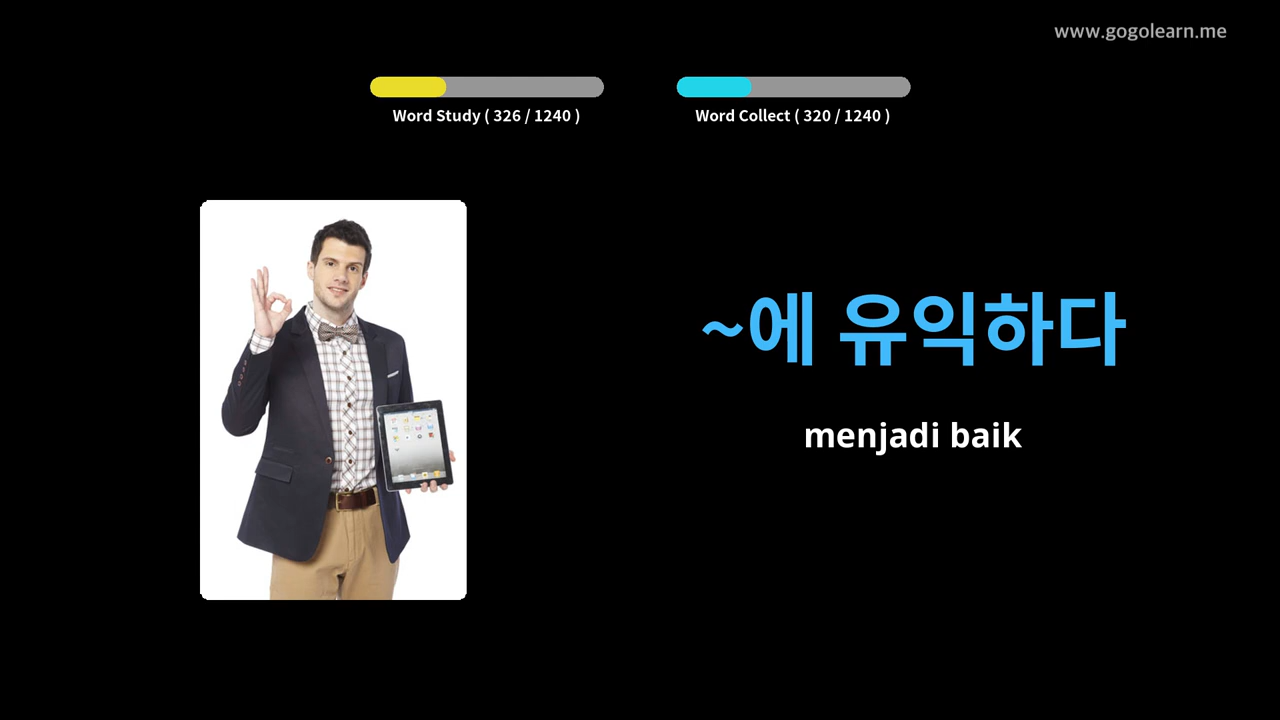 www.gogolearn.me
Word Study ( 326 / 1240 )
Word Collect ( 320 / 1240 )
~에 유익하다
menjadi baik